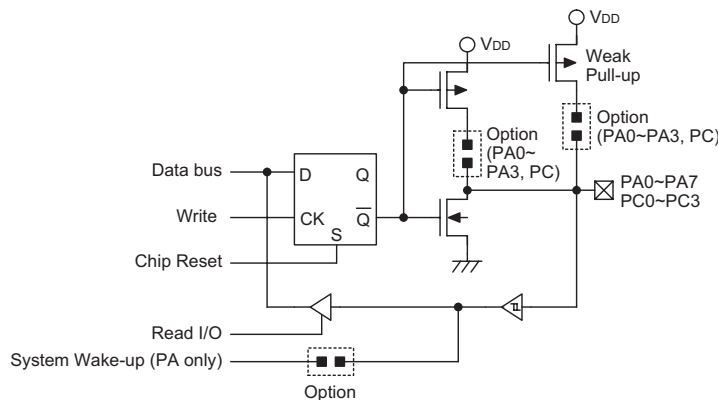 VDD
VDD
Weak
Pull-up
Option
(PA0~
PA3, PC)
Option
(PA0~PA3, PC)
Data bus
D
Q
PA0~PA7
PC0~PC3
Write
CK
Q
S
Chip Reset
Read I/O
System Wake-up (PA only)
Option